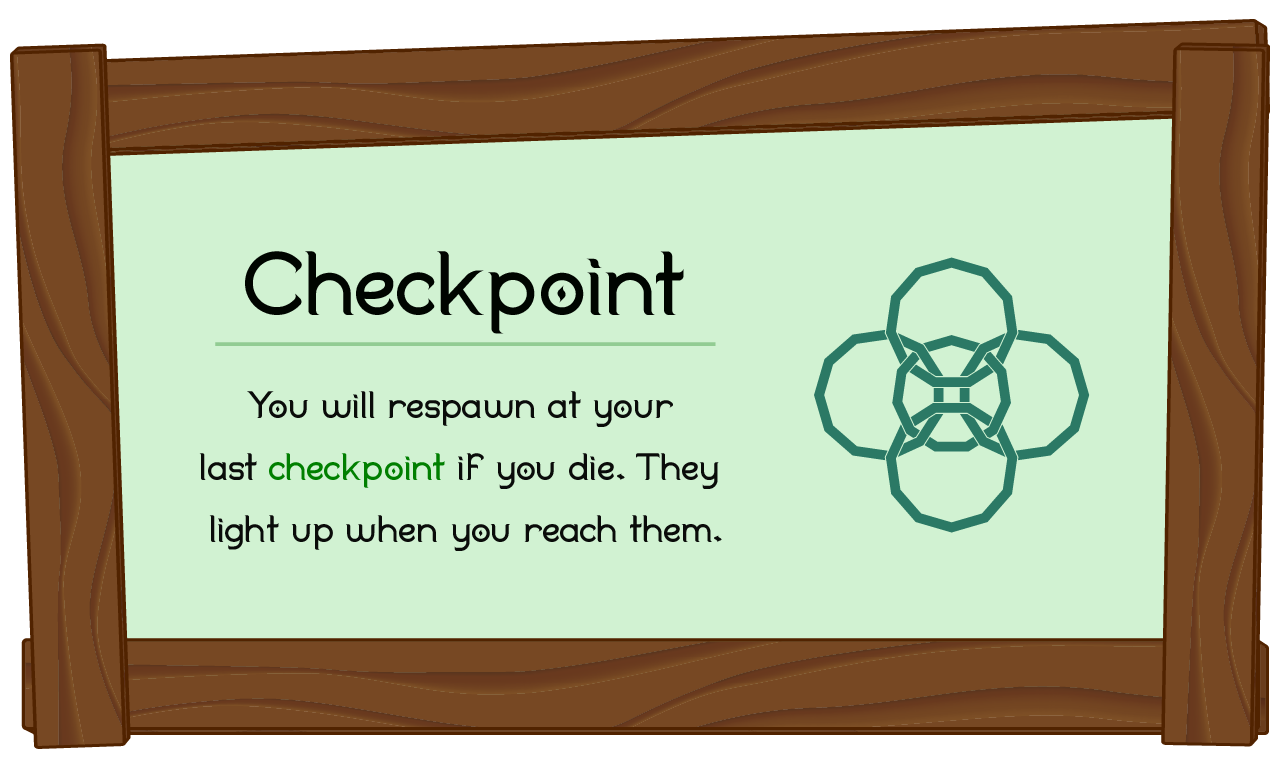 Checkpoint
You will respawn at your
last checkpoint if you die. They
light up when you reach them.